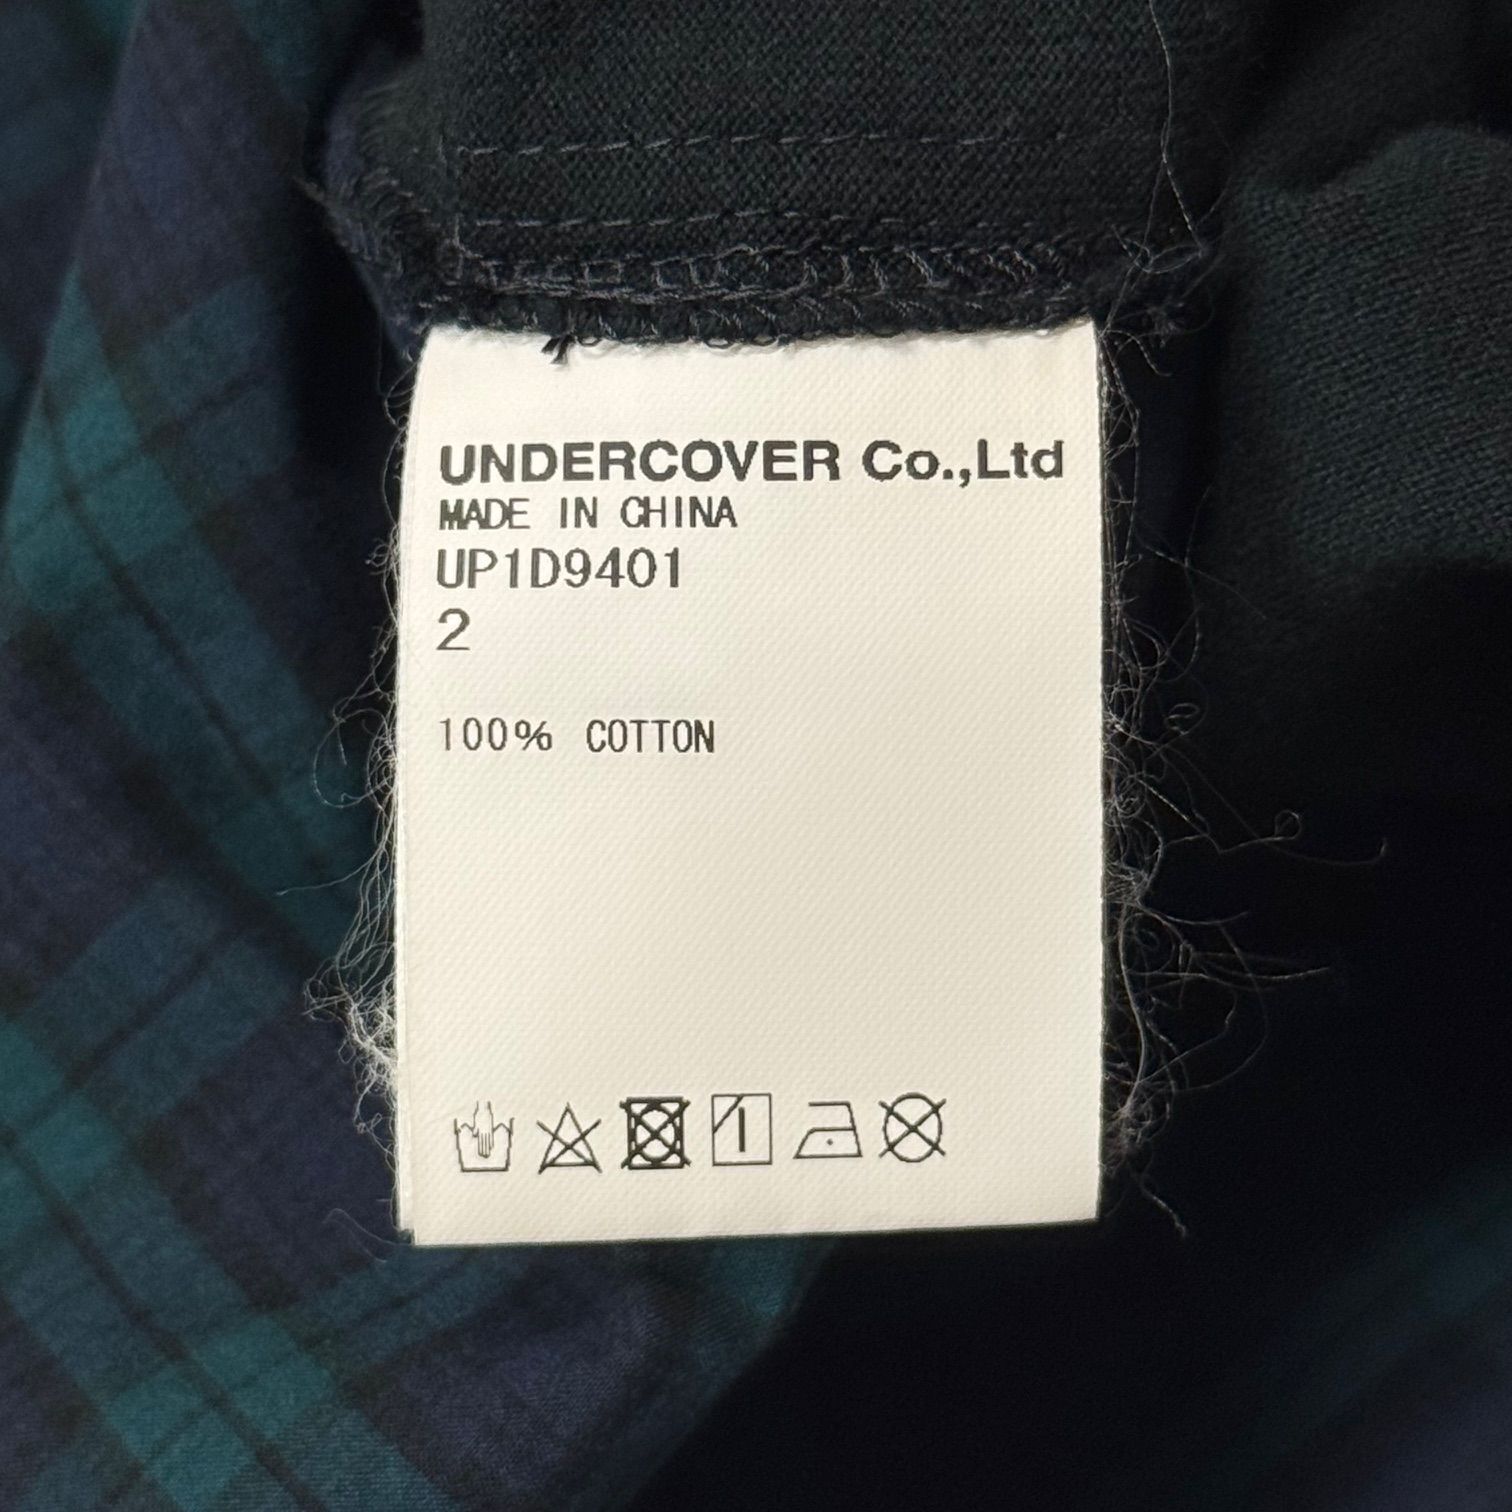 UNDERCOVER Co.,Ltd
MADE IN CHINA
UP1D9401
2
100% COTTON